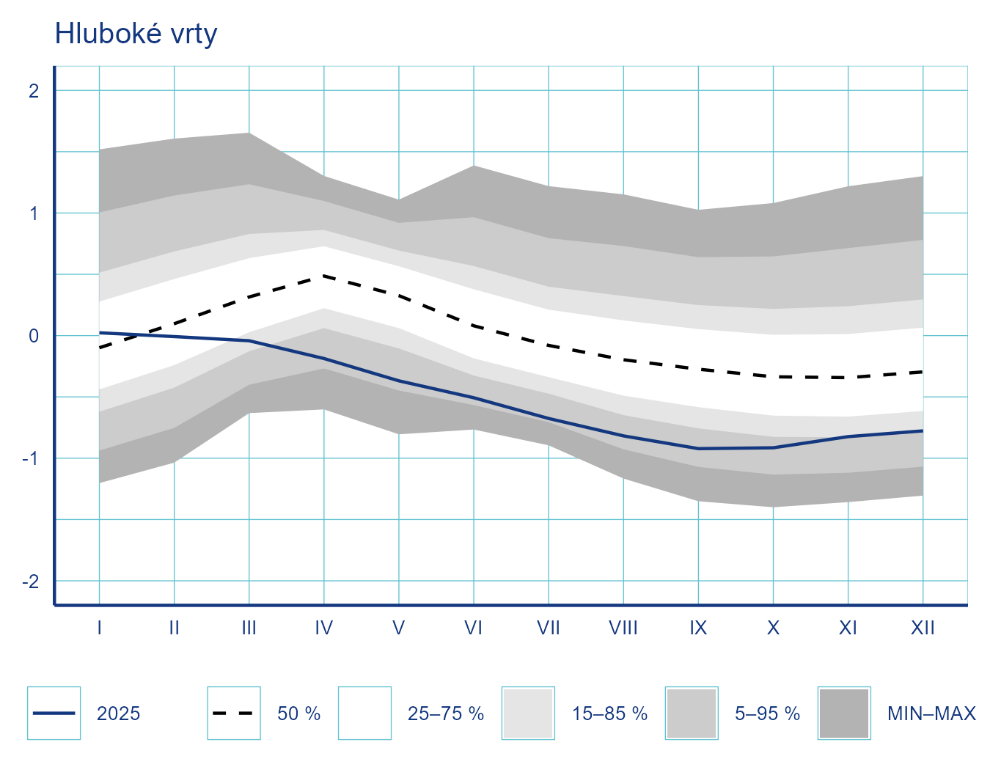 Hluboké vrty
2
1
0
-1
-2
I II III IV V VI VII VIII IX X XI XII
2025 50 % 25–75 % 15–85 % 5–95 % MIN–MAX